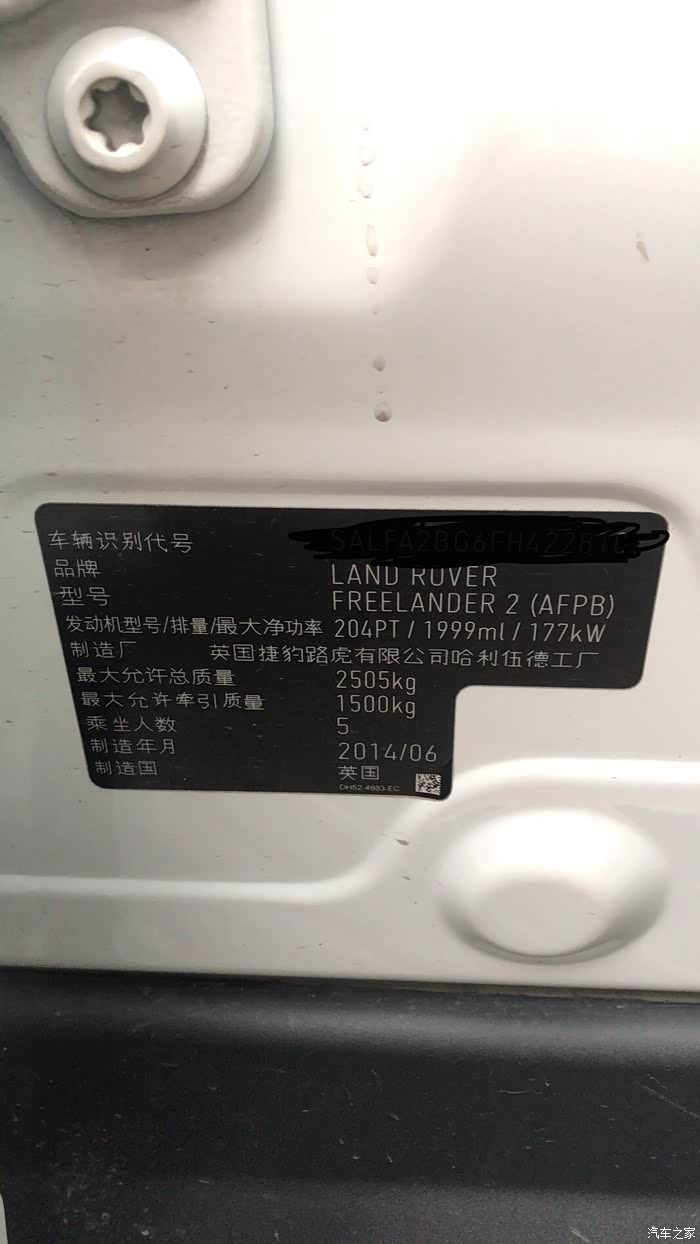 车辆识别代号
品牌 LAND ROVER
型号 FREELANDER 2 (AFPB)
发动机型号/排量/最大净功率 204PT / 1999ml / 177kW
制造厂 英国捷豹路虎有限公司哈利伍德工厂
最大允许总质量 2505kg
最大允许牵引质量 1500kg
乘坐人数 5
制造年月 2014/06
制造国 英国
DH52-4883-EC
汽车之家